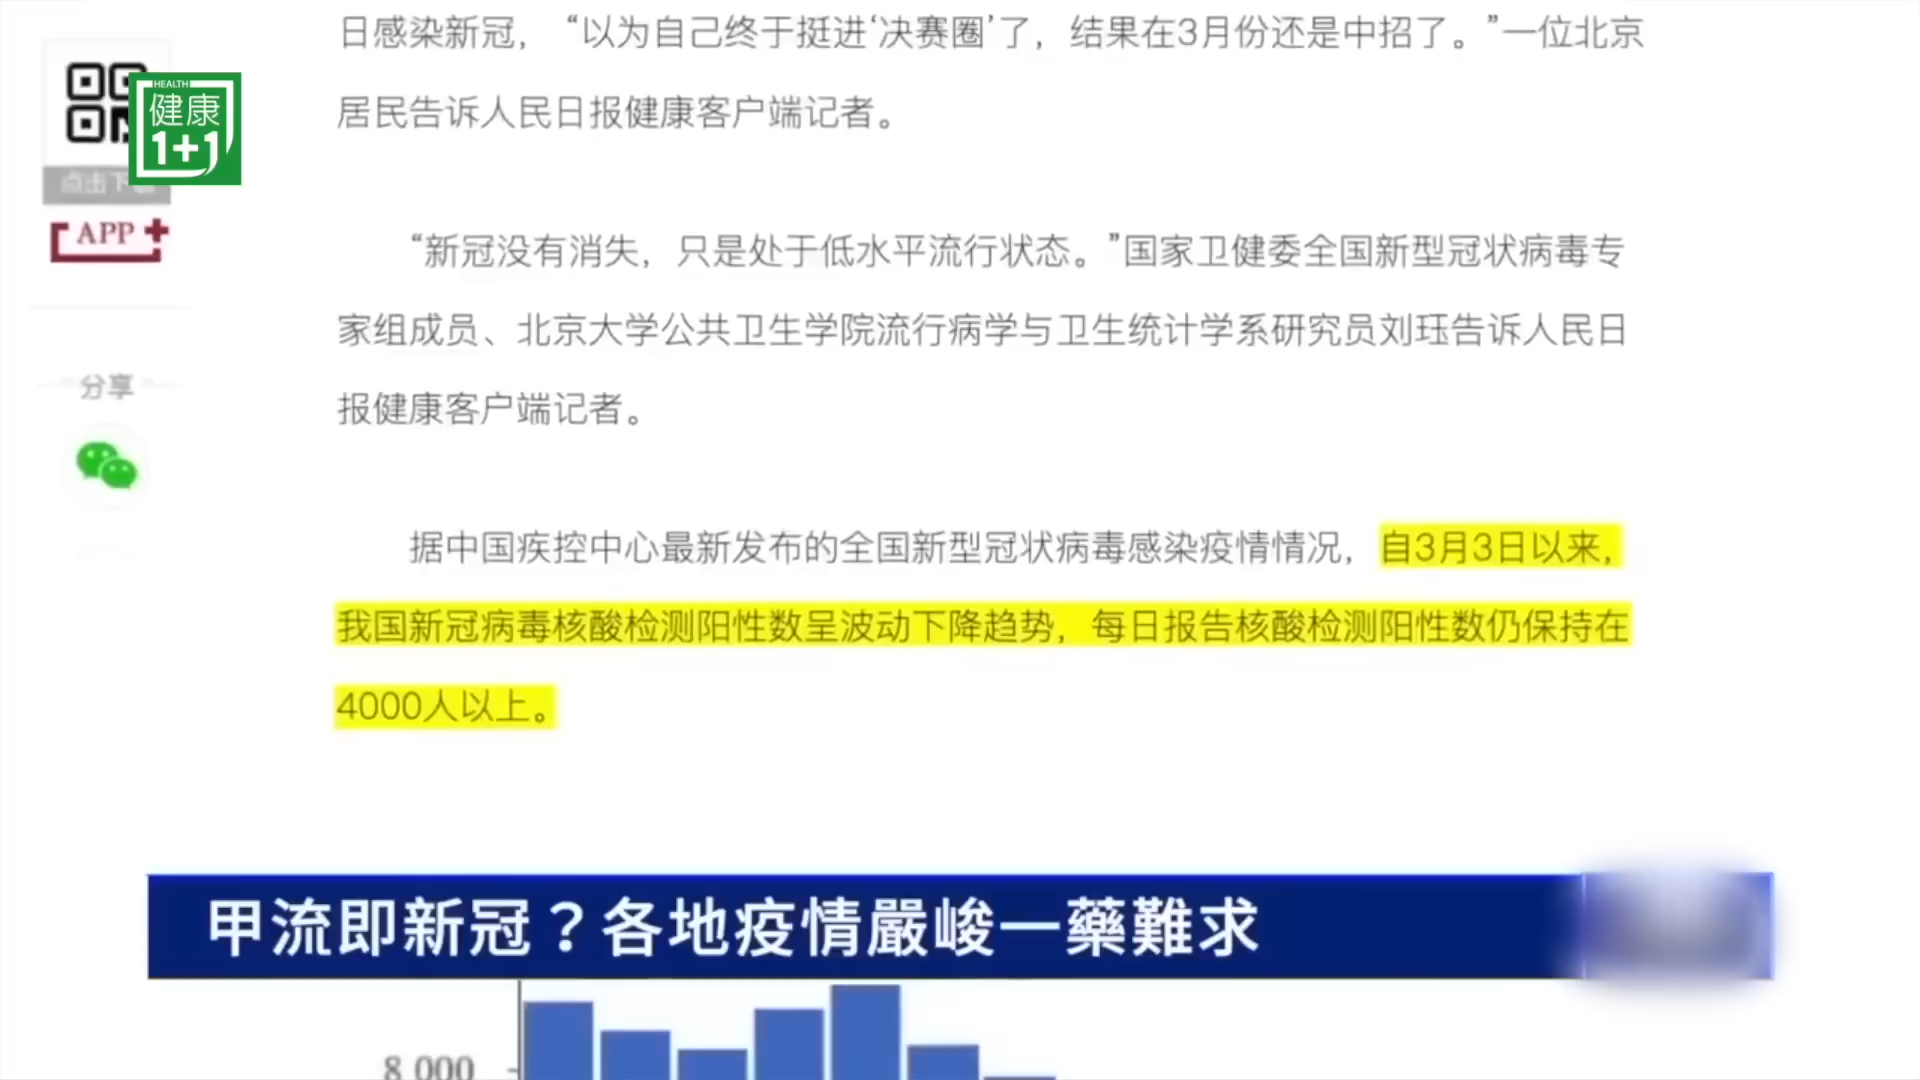 日感染新冠，“以为自己终于挺进‘决赛圈’了，结果在3月份还是中招了。”一位北京
居民告诉人民日报健康客户端记者。
HEALTH
健康
1+1
点击下
APP
“新冠没有消失，只是处于低水平流行状态。”国家卫健委全国新型冠状病毒专
家组成员、北京大学公共卫生学院流行病学与卫生统计学系研究员刘珏告诉人民日
报健康客户端记者。
分享
据中国疾控中心最新发布的全国新型冠状病毒感染疫情情况，自3月3日以来，
我国新冠病毒核酸检测阳性数呈波动下降趋势，每日报告核酸检测阳性数仍保持在
4000人以上。
甲流即新冠？各地疫情嚴峻一藥難求
8 000